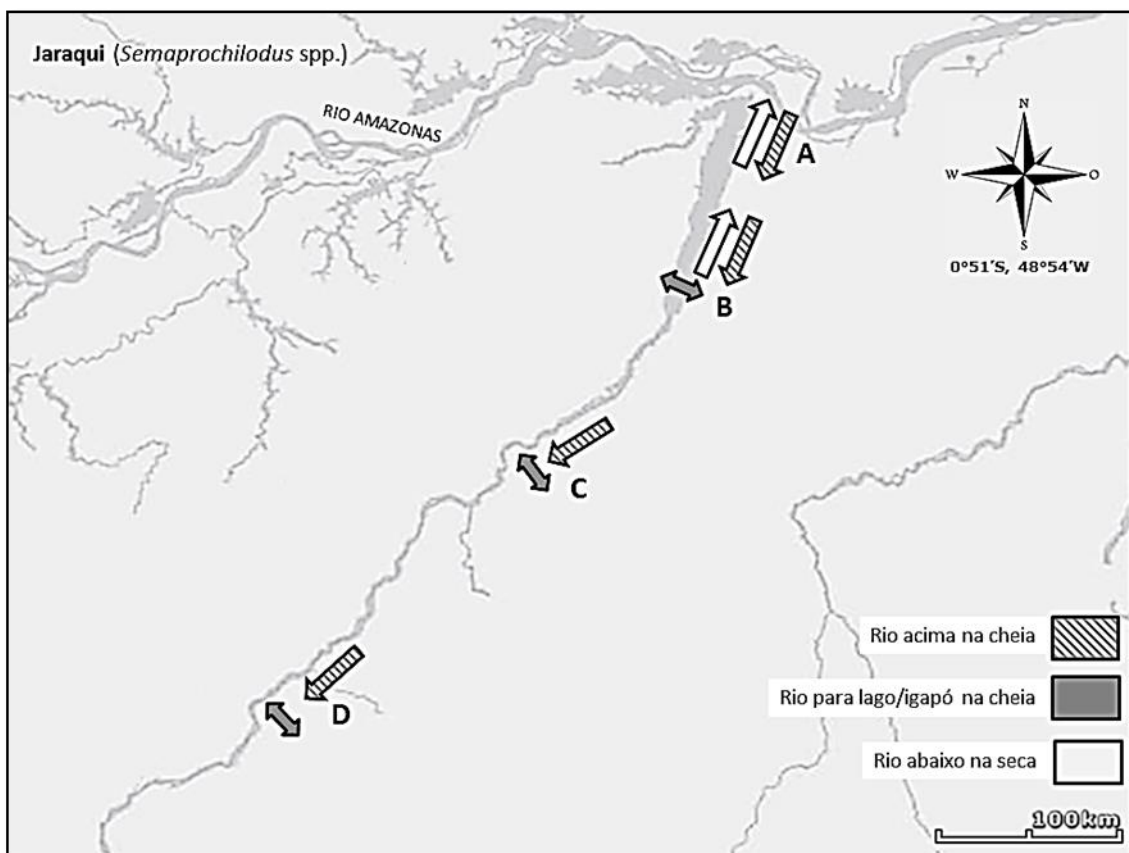 Jaraqui (Semaprochilodus spp.)
RIO AMAZONAS
A
N
W
O
S
0°51'S, 48°54'W
B
C
Rio acima na cheia
Rio para lago/igapó na cheia
D
Rio abaixo na seca
100km